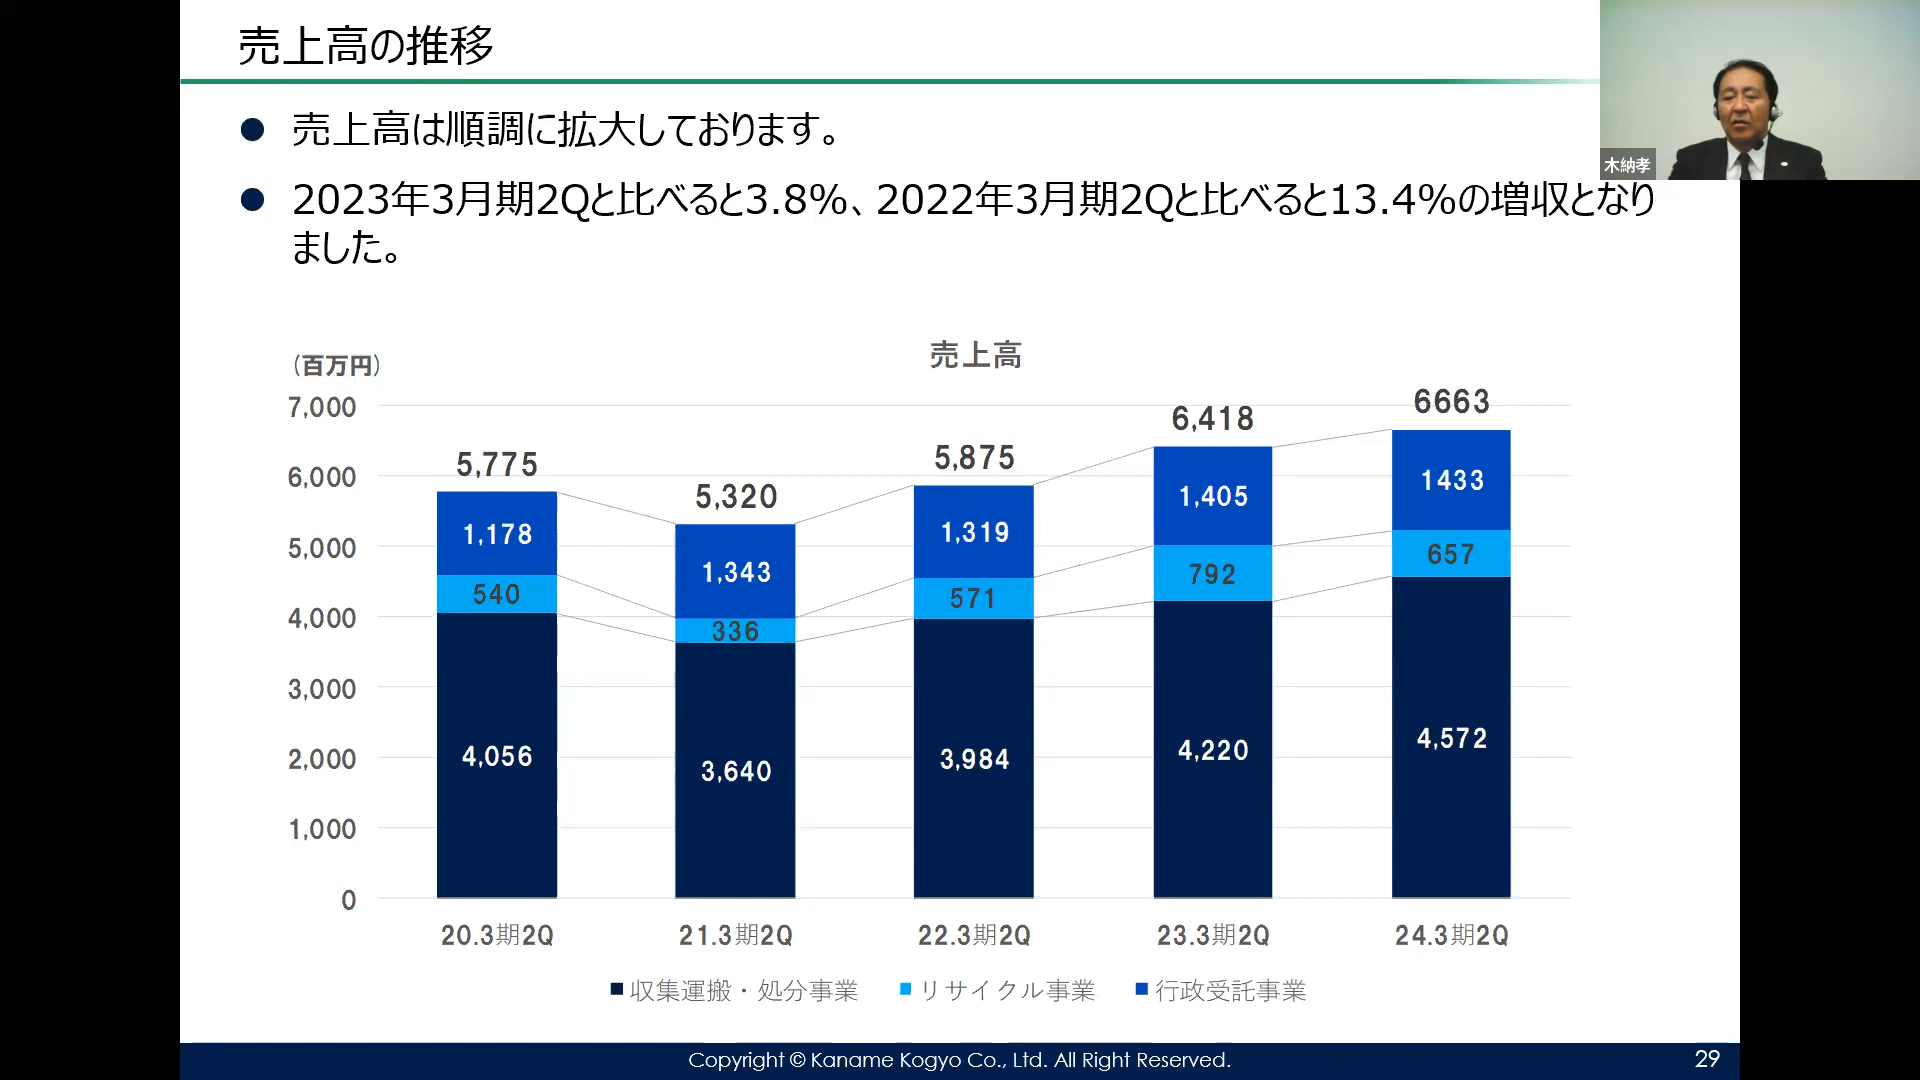 売上高の推移
木納孝
● 売上高は順調に拡大しております。
● 2023年3月期2Qと比べると3.8%、2022年3月期2Qと比べると13.4%の増収となり
ました。
売上高
(百万円)
7,000
6,000
5,000
4,000
3,000
2,000
1,000
0
5,775
1,178
540
4,056
5,320
1,343
336
3,640
5,875
1,319
571
3,984
6,418
1,405
792
4,220
6663
1433
657
4,572
20.3期2Q 21.3期2Q 22.3期2Q 23.3期2Q 24.3期2Q
■収集運搬・処分事業 ■リサイクル事業 ■行政受託事業
Copyright © Kaname Kogyo Co., Ltd. All Right Reserved.
29